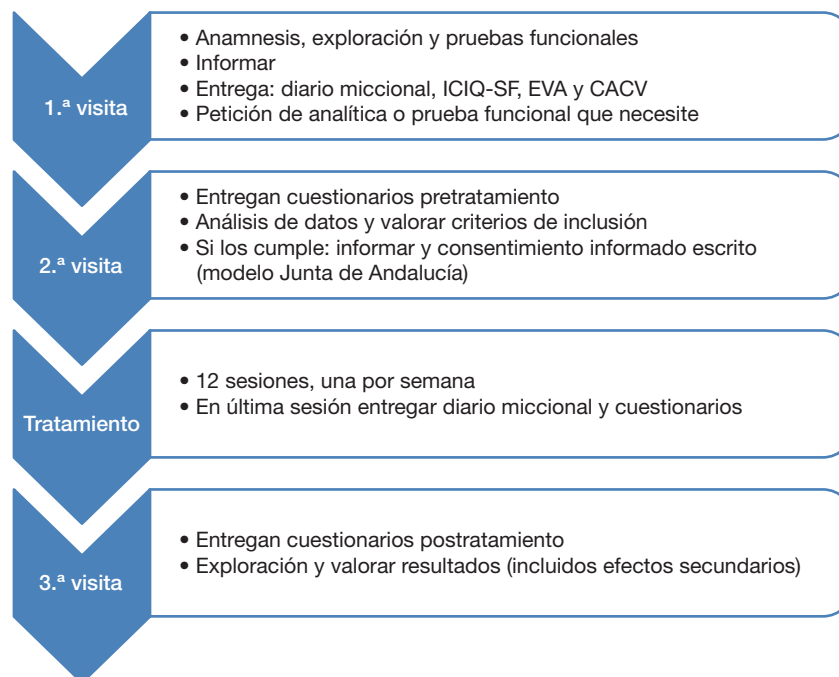 1.ª visita
• Anamnesis, exploración y pruebas funcionales
• Informar
• Entrega: diario miccional, ICIQ-SF, EVA y CACV
• Petición de analítica o prueba funcional que necesite
2.ª visita
• Entregan cuestionarios pretratamiento
• Análisis de datos y valorar criterios de inclusión
• Si los cumple: informar y consentimiento informado escrito
(modelo Junta de Andalucía)
Tratamiento
• 12 sesiones, una por semana
• En última sesión entregar diario miccional y cuestionarios
3.ª visita
• Entregan cuestionarios postratamiento
• Exploración y valorar resultados (incluidos efectos secundarios)